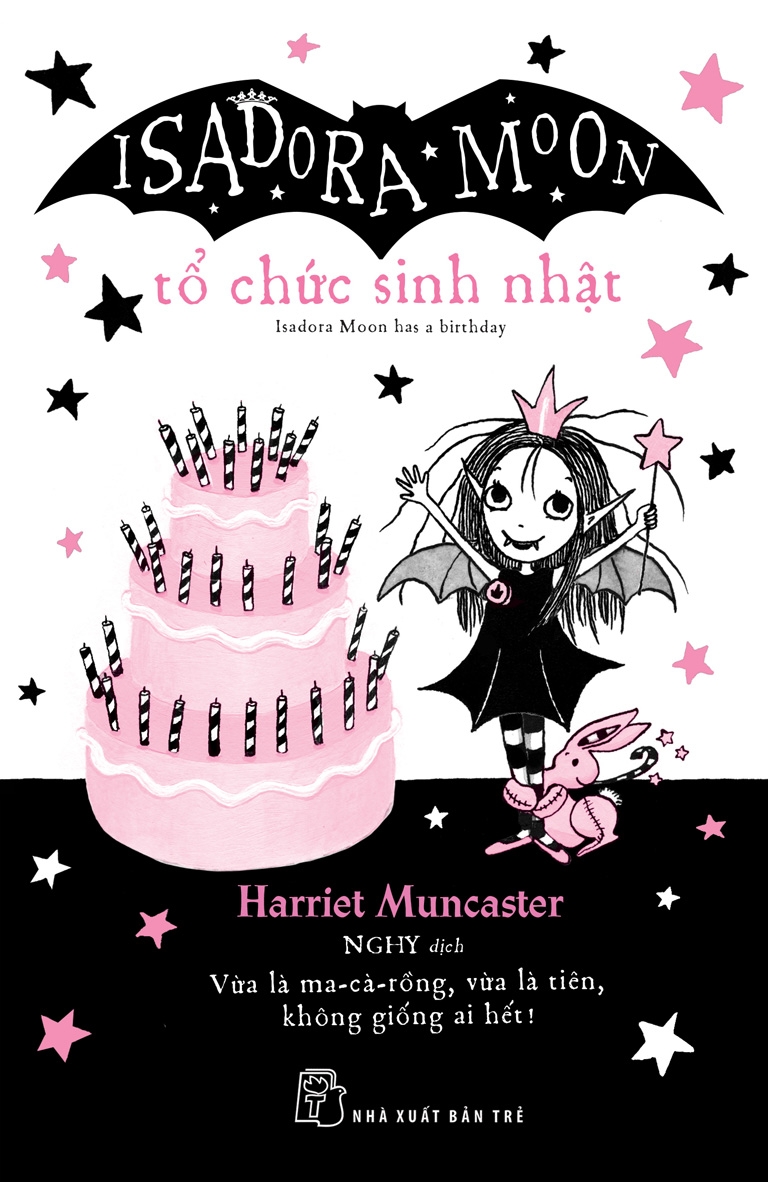 ISADORA MOON
tổ chức sinh nhật
Isadora Moon has a birthday
Harriet Muncaster
NGHY dịch
Vừa là ma-cà-rồng, vừa là tiên,
không giống ai hết!
NHÀ XUẤT BẢN TRẺ